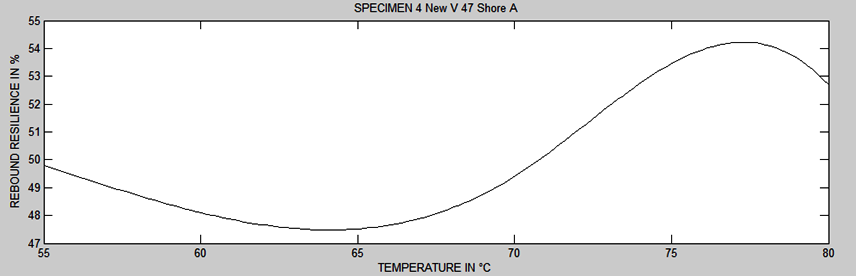 SPECIMEN 4 New V 47 Shore A
REBOUND RESILIENCE IN %
55
54
53
52
51
50
49
48
47
55 60 65 70 75 80
TEMPERATURE IN °C